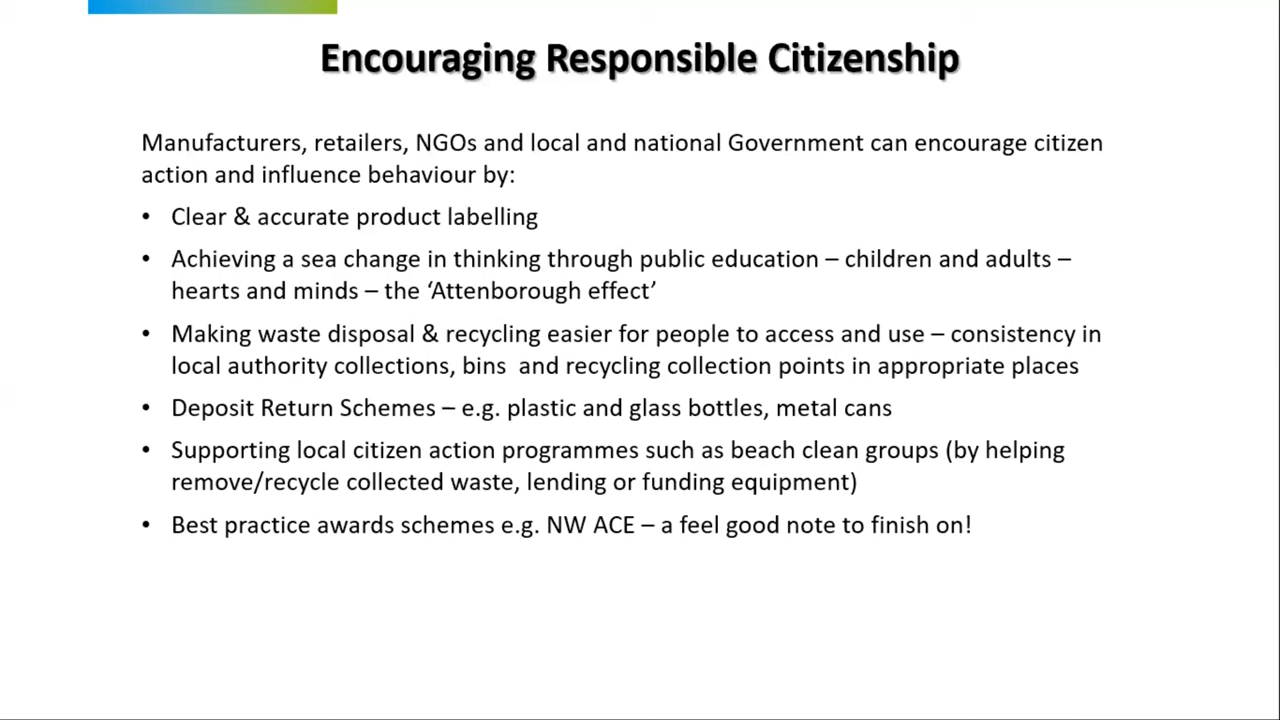 Encouraging Responsible Citizenship
Manufacturers, retailers, NGOs and local and national Government can encourage citizen
action and influence behaviour by:
• Clear & accurate product labelling
• Achieving a sea change in thinking through public education – children and adults –
hearts and minds – the ‘Attenborough effect’
• Making waste disposal & recycling easier for people to access and use – consistency in
local authority collections, bins  and recycling collection points in appropriate places
• Deposit Return Schemes – e.g. plastic and glass bottles, metal cans
• Supporting local citizen action programmes such as beach clean groups (by helping
remove/recycle collected waste, lending or funding equipment)
• Best practice awards schemes e.g. NW ACE – a feel good note to finish on!